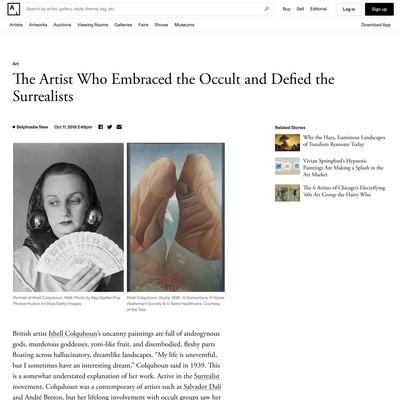 A.
Search by artist, gallery, style, theme, tag, etc.
Buy Sell Editorial Log in Sign up
Artists Artworks Auctions Viewing Rooms Galleries Fairs Shows Museums Download App
Art
The Artist Who Embraced the Occult and Defied the
Surrealists
Belphoebe New Oct 11, 2019 2:49pm
Related Stories
Why the Hazy, Luminous Landscapes
of Tonalism Resonate Today
Vivian Springford's Hypnotic
Paintings Are Making a Splash in the
Art Market
The 6 Artists of Chicago's Electrifying
'60s Art Group the Hairy Who
Portrait of Ithell Colquhoun, 1949. Photo by Reg Speller/Fox
Photos/Hulton Archive/Getty Images.
Ithell Colquhoun, Scylla, 1938. © Samaritans, © Noise
Abatement Society & © Spire Healthcare. Courtesy
of the Tate.
British artist Ithell Colquhoun's uncanny paintings are full of androgynous
gods, murderous goddesses, yoni-like fruit, and disembodied, fleshy parts
floating across hallucinatory, dreamlike landscapes. "My life is uneventful,
but I sometimes have an interesting dream," Colquhoun said in 1939. This
is a somewhat understated explanation of her work. Active in the Surrealist
movement, Colquhoun was a contemporary of artists such as Salvador Dalí
and André Breton, but her lifelong involvement with occult groups saw her